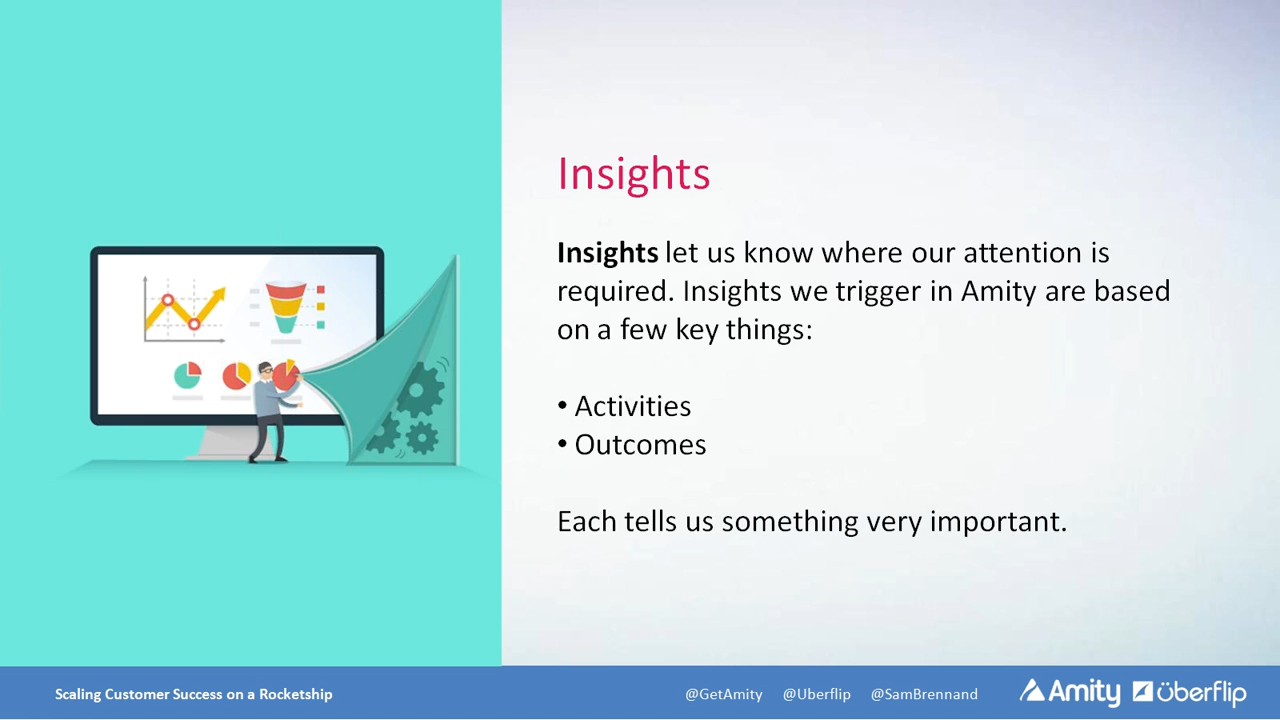 Insights
Insights let us know where our attention is
required. Insights we trigger in Amity are based
on a few key things:
• Activities
• Outcomes
Each tells us something very important.
Scaling Customer Success on a Rocketship
@GetAmity @Uberflip @SamBrennand
Amity überflip